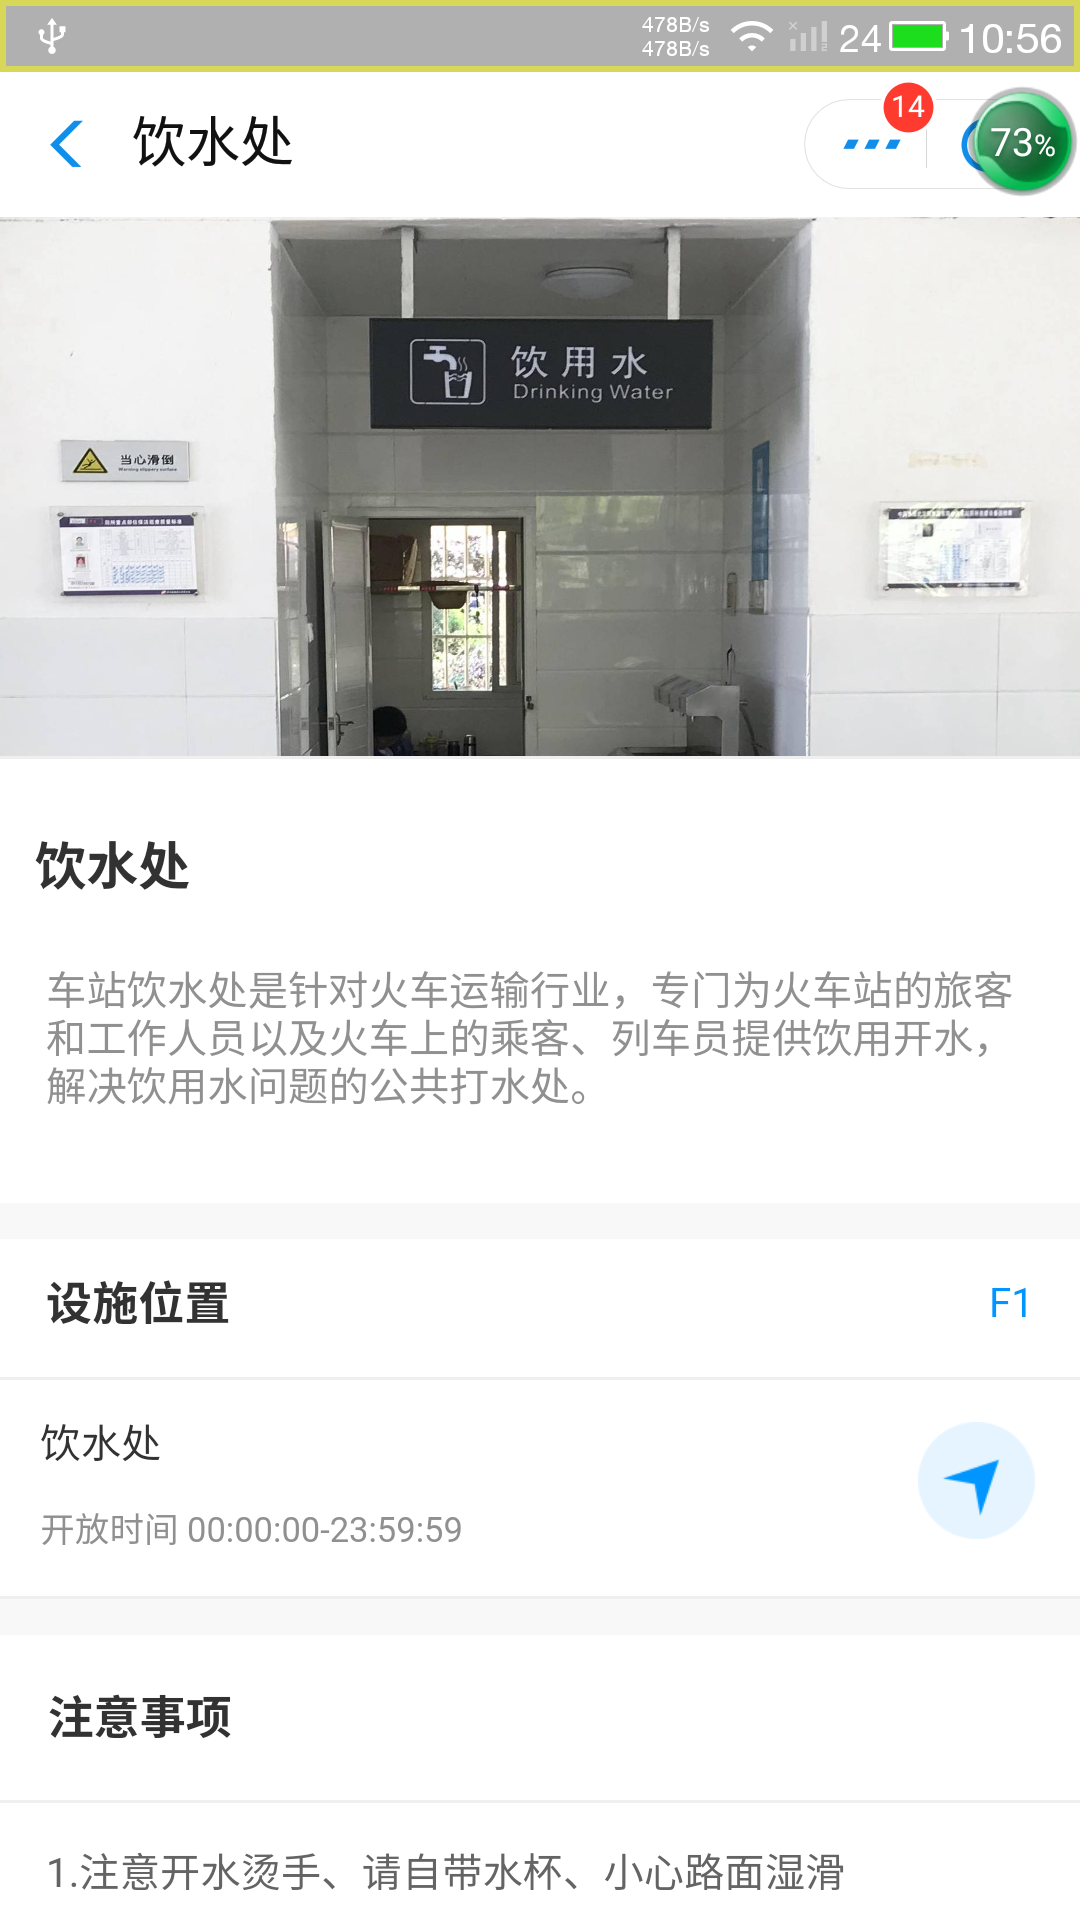 478B/s
478B/s
24
10:56
饮水处
14
73%
饮用水
Drinking Water
当心滑倒
饮水处
车站饮水处是针对火车运输行业，专门为火车站的旅客
和工作人员以及火车上的乘客、列车员提供饮用开水，
解决饮用水问题的公共打水处。
设施位置
F1
饮水处
开放时间 00:00:00-23:59:59
注意事项
1.注意开水烫手、请自带水杯、小心路面湿滑